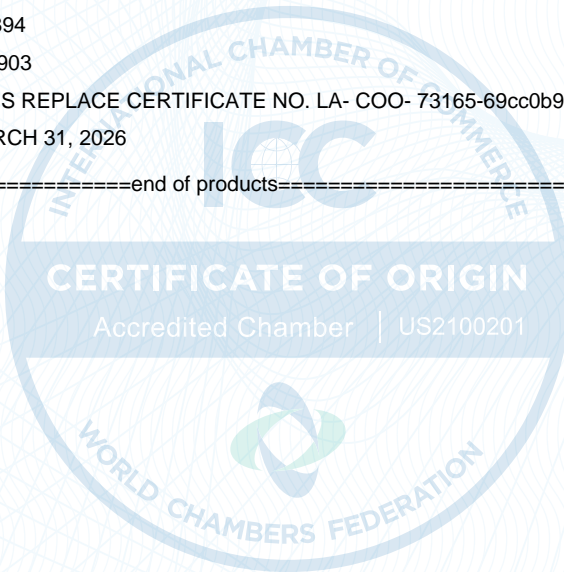 394
903
S REPLACE CERTIFICATE NO. LA- COO- 73165-69cc0b9
RCH 31, 2026
===========end of products=======================
INTERNATIONAL CHAMBER OF COMMERCE
ICC
CERTIFICATE OF ORIGIN
Accredited Chamber | US2100201
WORLD CHAMBERS FEDERATION